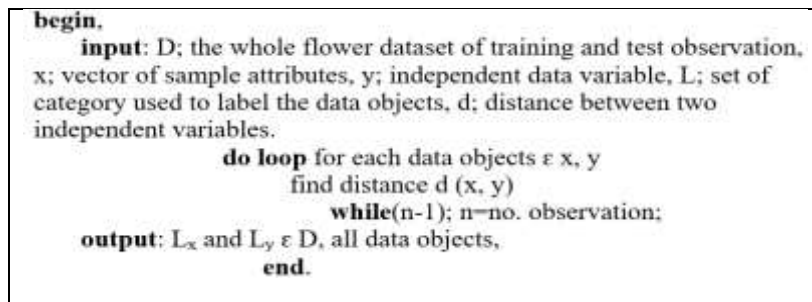 begin,
input: D; the whole flower dataset of training and test observation,
x; vector of sample attributes, y; independent data variable, L; set of
category used to label the data objects, d; distance between two
independent variables.
do loop for each data objects ε x, y
find distance d (x, y)
while(n-1); n=no. observation;
output: Lx and Ly ε D, all data objects,
end.